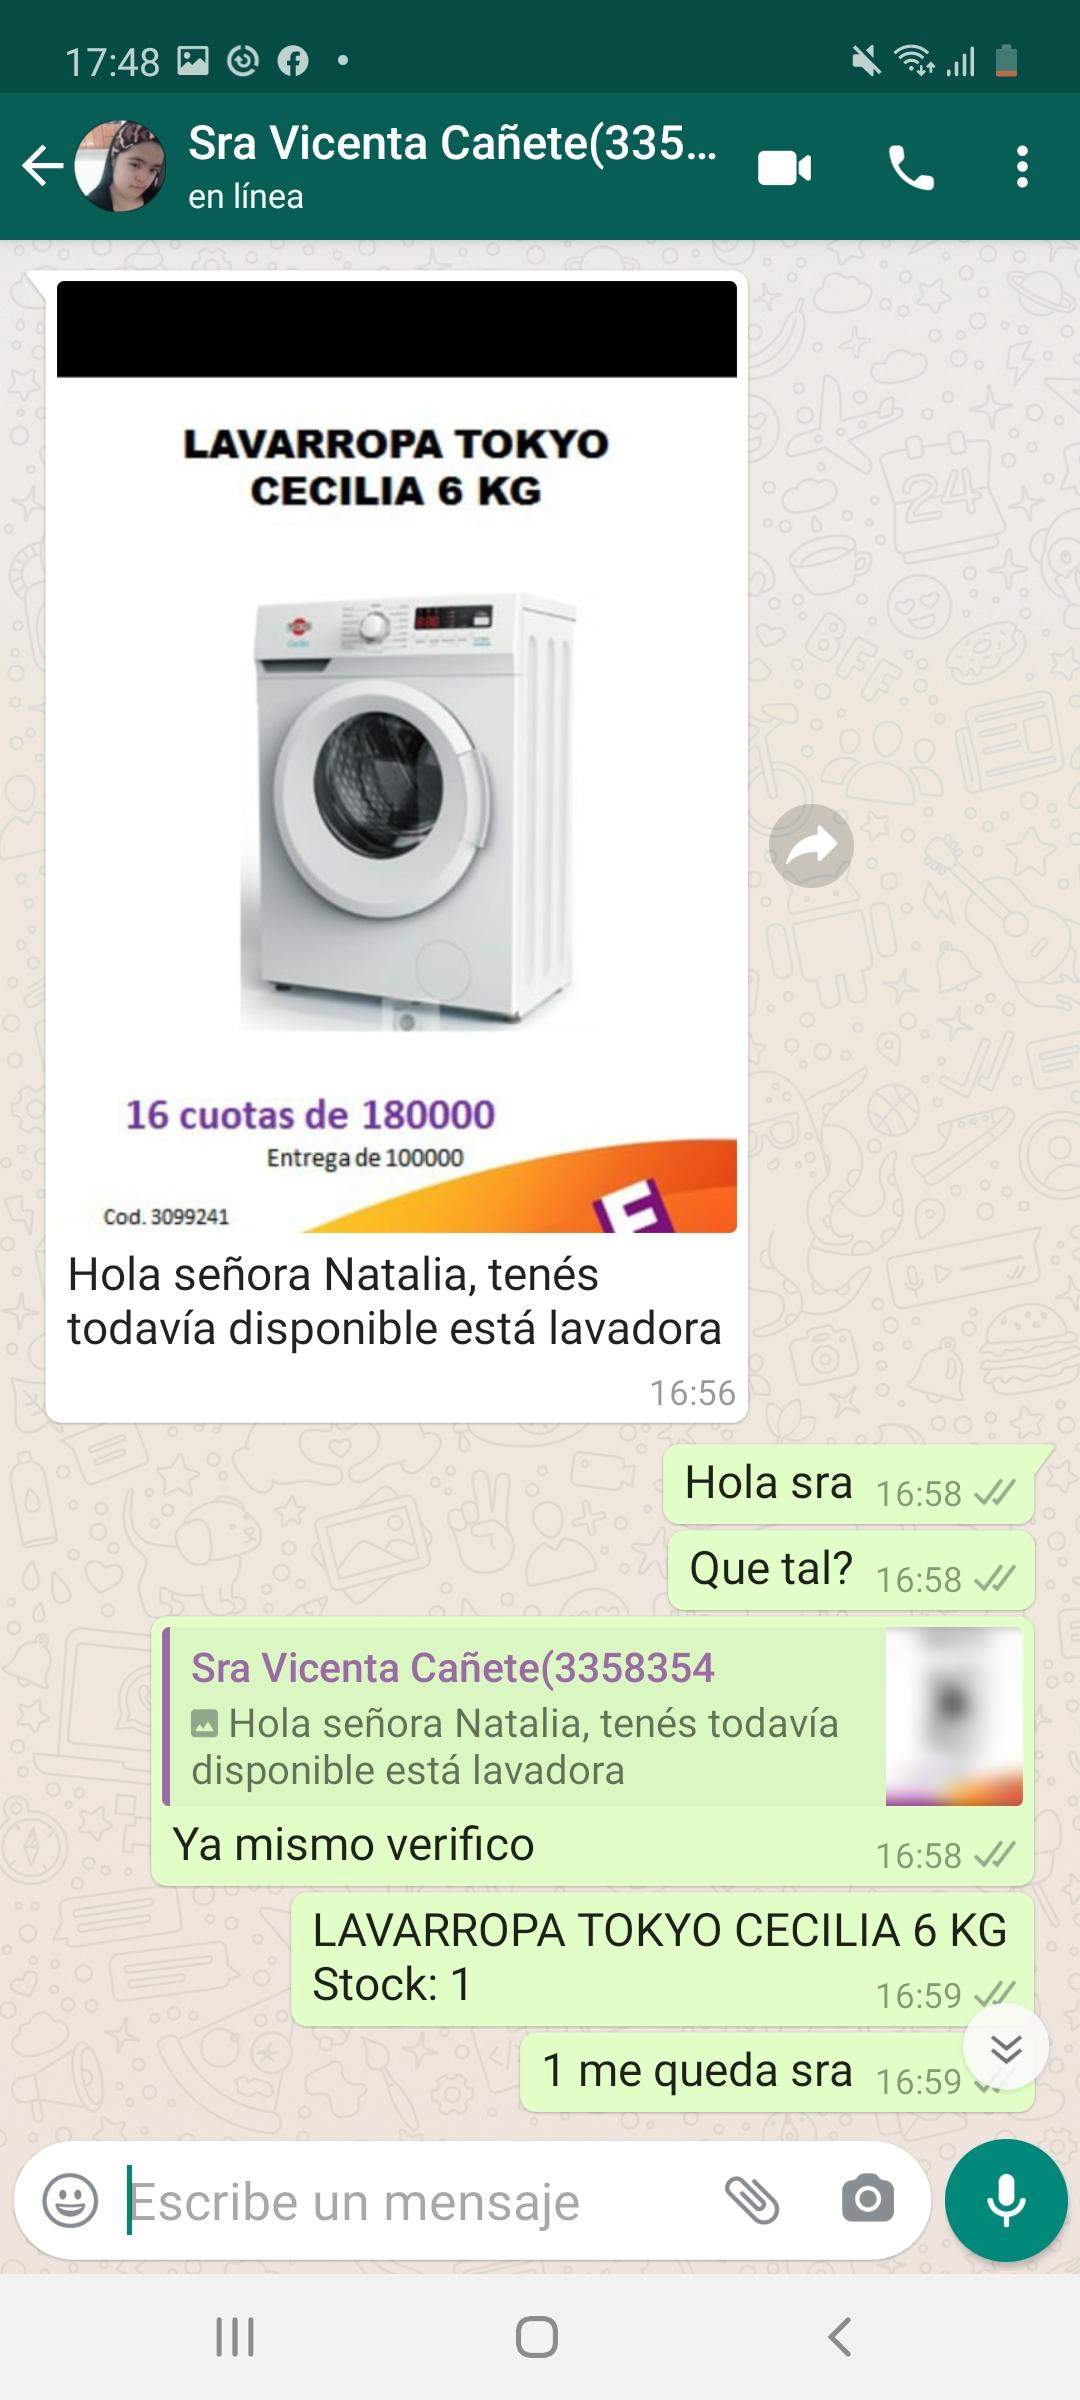 17:48
Sra Vicenta Cañete(335...
en línea
LAVARROPA TOKYO
CECILIA 6 KG
16 cuotas de 180000
Entrega de 100000
Cod. 3099241
Hola señora Natalia, tenés
todavía disponible está lavadora
16:56
Hola sra 16:58
Que tal? 16:58
Sra Vicenta Cañete(3358354
Hola señora Natalia, tenés todavía
disponible está lavadora
Ya mismo verifico 16:58
LAVARROPA TOKYO CECILIA 6 KG
Stock: 1 16:59
1 me queda sra 16:59
Escribe un mensaje